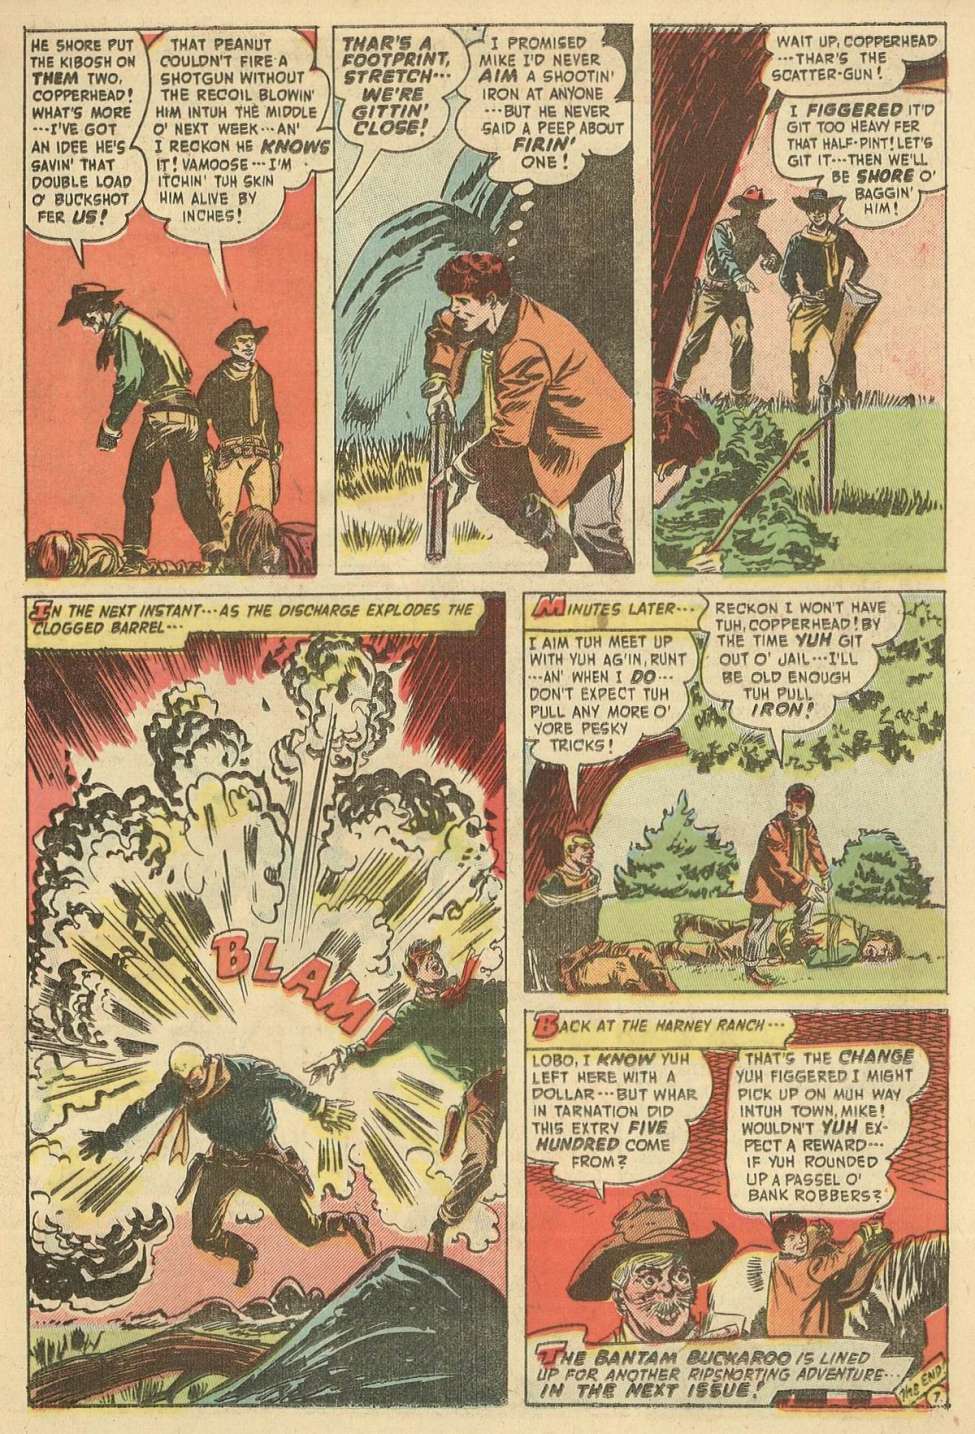 HE SHORE PUT
THE KIBOSH ON
THEM TWO,
COPPERHEAD!
WHAT'S MORE
---I'VE GOT
AN IDEE HE'S
SAVIN' THAT
DOUBLE LOAD
O' BUCKSHOT
FER US!
THAT PEANUT
COULDN'T FIRE A
SHOTGUN WITHOUT
THE RECOIL BLOWIN'
HIM INTUH THE MIDDLE
O' NEXT WEEK---AN'
I RECKON HE KNOWS
IT! VAMOOSE---I'M
ITCHIN' TUH SKIN
HIM ALIVE BY
INCHES!
THAR'S A
FOOTPRINT,
STRETCH---
WE'RE
GITTIN'
CLOSE!
I PROMISED
MIKE I'D NEVER
AIM A SHOOTIN'
IRON AT ANYONE
---BUT HE NEVER
SAID A PEEP ABOUT
FIRIN'
ONE!
WAIT UP, COPPERHEAD
---THAR'S THE
SCATTER-GUN!
I FIGGERED IT'D
GIT TOO HEAVY FER
THAT HALF-PINT! LET'S
GIT IT---THEN WE'LL
BE SHORE O'
BAGGIN'
HIM!
IN THE NEXT INSTANT---AS THE DISCHARGE EXPLODES THE
CLOGGED BARREL---
BLAM!
MINUTES LATER---
I AIM TUH MEET UP
WITH YUH AG'IN, RUNT
---AN' WHEN I DO---
DON'T EXPECT TUH
PULL ANY MORE O'
YORE PESKY
TRICKS!
RECKON I WON'T HAVE
TUH, COPPERHEAD! BY
THE TIME YUH GIT
OUT O' JAIL---I'LL
BE OLD ENOUGH
TUH PULL
IRON!
BACK AT THE HARNEY RANCH---
LOBO, I KNOW YUH
LEFT HERE WITH A
DOLLAR---BUT WHAR
IN TARNATION DID
THIS EXTRY FIVE
HUNDRED COME
FROM?
THAT'S THE CHANGE
YUH FIGGERED I MIGHT
PICK UP ON MUH WAY
INTUH TOWN, MIKE!
WOULDN'T YUH EX-
PECT A REWARD---
IF YUH ROUNDED
UP A PASSEL O'
BANK ROBBERS?
THE BANTAM BUCKAROO IS LINED
UP FOR ANOTHER RIPSNORTING ADVENTURE---
IN THE NEXT ISSUE!
THE END
7